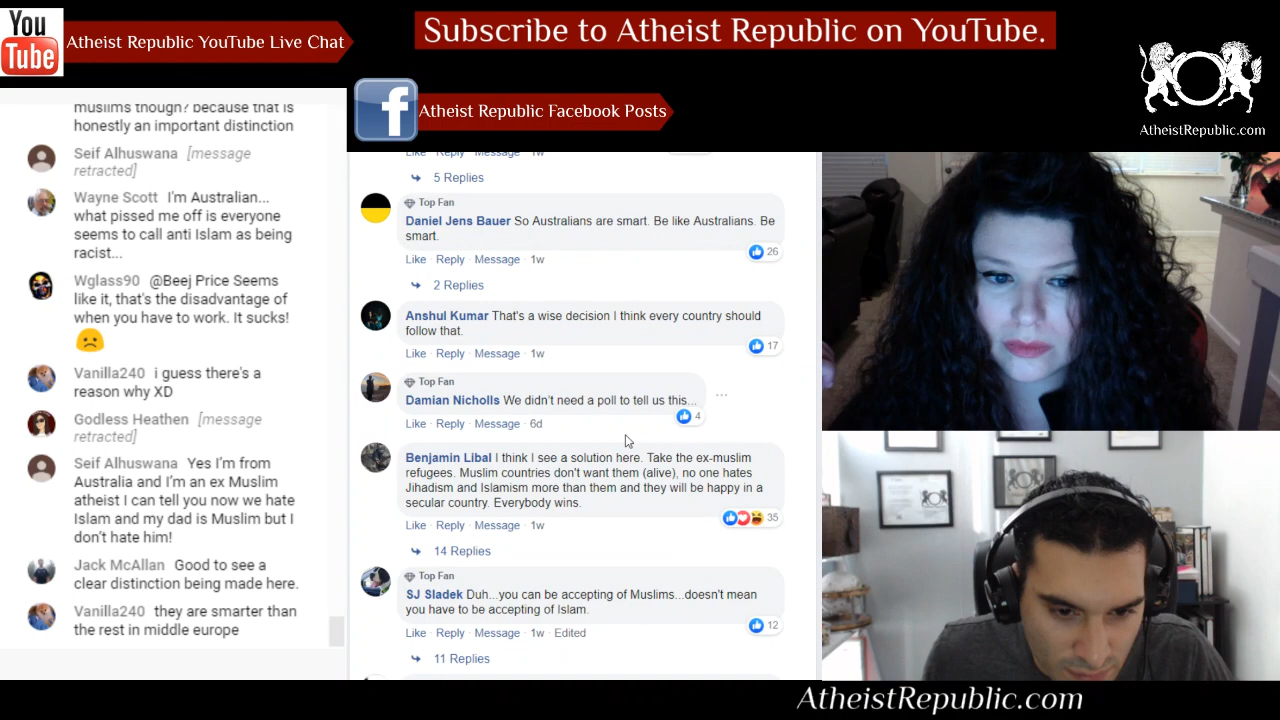 You
Tube
Atheist Republic YouTube Live Chat
Subscribe to Atheist Republic on YouTube.
AtheistRepublic.com
f
Atheist Republic Facebook Posts
muslims though? because that is
honestly an important distinction
Seif Alhuswana [message
retracted]
Wayne Scott I'm Australian...
what pissed me off is everyone
seems to call anti Islam as being
racist...
Wglass90 @Beej Price Seems
like it, that's the disadvantage of
when you have to work. It sucks!
Vanilla240 i guess there's a
reason why XD
Godless Heathen [message
retracted]
Seif Alhuswana Yes I'm from
Australia and I'm an ex Muslim
atheist I can tell you now we hate
Islam and my dad is Muslim but I
don't hate him!
Jack McAllan Good to see a
clear distinction being made here.
Vanilla240 they are smarter than
the rest in middle europe
Like · Reply · Message · 1w
5 Replies
Top Fan
Daniel Jens Bauer So Australians are smart. Be like Australians. Be
smart.
26
Like · Reply · Message · 1w
2 Replies
Anshul Kumar That's a wise decision I think every country should
follow that.
17
Like · Reply · Message · 1w
Top Fan
Damian Nicholls We didn't need a poll to tell us this...
4
Like · Reply · Message · 6d
Benjamin Libal I think I see a solution here. Take the ex-muslim
refugees. Muslim countries don't want them (alive), no one hates
Jihadism and Islamism more than them and they will be happy in a
secular country. Everybody wins.
35
Like · Reply · Message · 1w
14 Replies
Top Fan
SJ Sladek Duh...you can be accepting of Muslims...doesn't mean
you have to be accepting of Islam.
12
Like · Reply · Message · 1w · Edited
11 Replies
AtheistRepublic.com